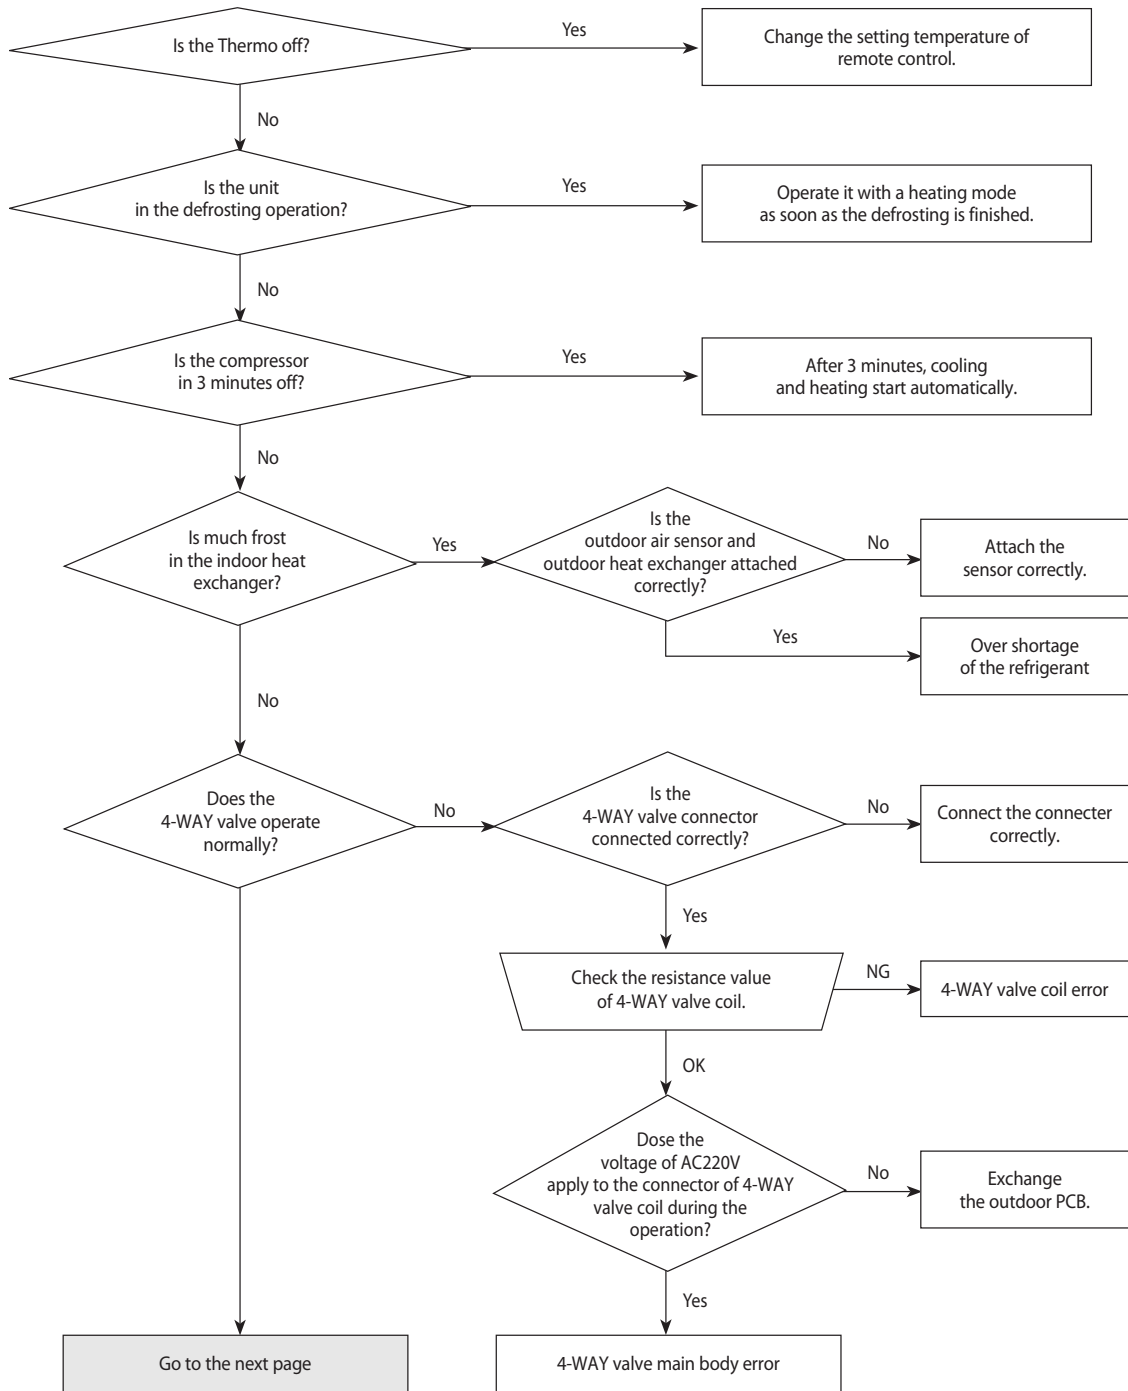 Is the Thermo off?
Yes
Change the setting temperature of
remote control.
No
Is the unit
in the defrosting operation?
Yes
Operate it with a heating mode
as soon as the defrosting is finished.
No
Is the compressor
in 3 minutes off?
Yes
After 3 minutes, cooling
and heating start automatically.
No
Is much frost
in the indoor heat
exchanger?
Yes
Is the
outdoor air sensor and
outdoor heat exchanger attached
correctly?
No
Attach the
sensor correctly.
Yes
Over shortage
of the refrigerant
No
Does the
4-WAY valve operate
normally?
No
Is the
4-WAY valve connector
connected correctly?
No
Connect the connecter
correctly.
Yes
Check the resistance value
of 4-WAY valve coil.
NG
4-WAY valve coil error
OK
Dose the
voltage of AC220V
apply to the connector of 4-WAY
valve coil during the
operation?
No
Exchange
the outdoor PCB.
Yes
Go to the next page
4-WAY valve main body error